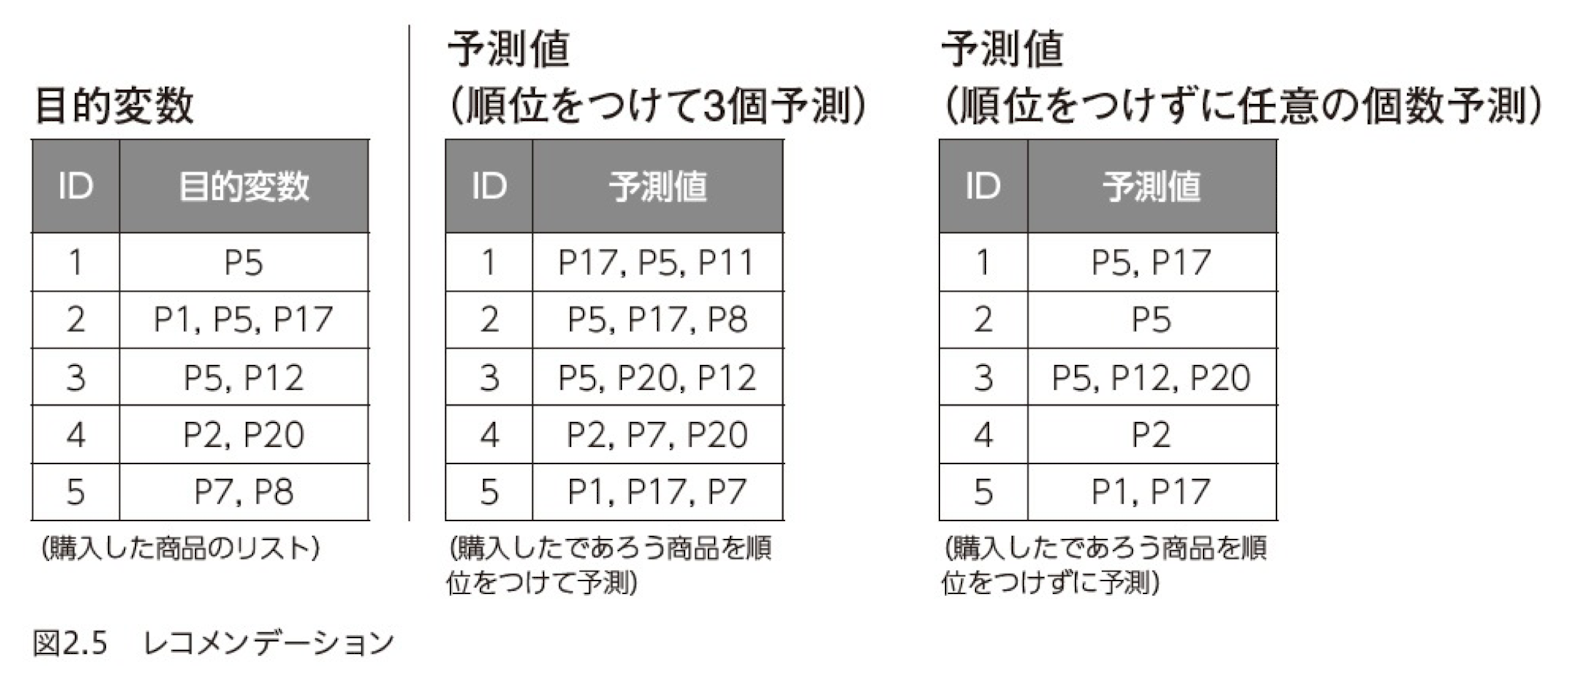 目的変数
ID 目的変数
1 P5
2 P1, P5, P17
3 P5, P12
4 P2, P20
5 P7, P8
（購入した商品のリスト）
予測値
（順位をつけて3個予測）
ID 予測値
1 P17, P5, P11
2 P5, P17, P8
3 P5, P20, P12
4 P2, P7, P20
5 P1, P17, P7
（購入したであろう商品を順
位をつけて予測）
予測値
（順位をつけずに任意の個数予測）
ID 予測値
1 P5, P17
2 P5
3 P5, P12, P20
4 P2
5 P1, P17
（購入したであろう商品を順
位をつけずに予測）
図2.5 レコメンデーション